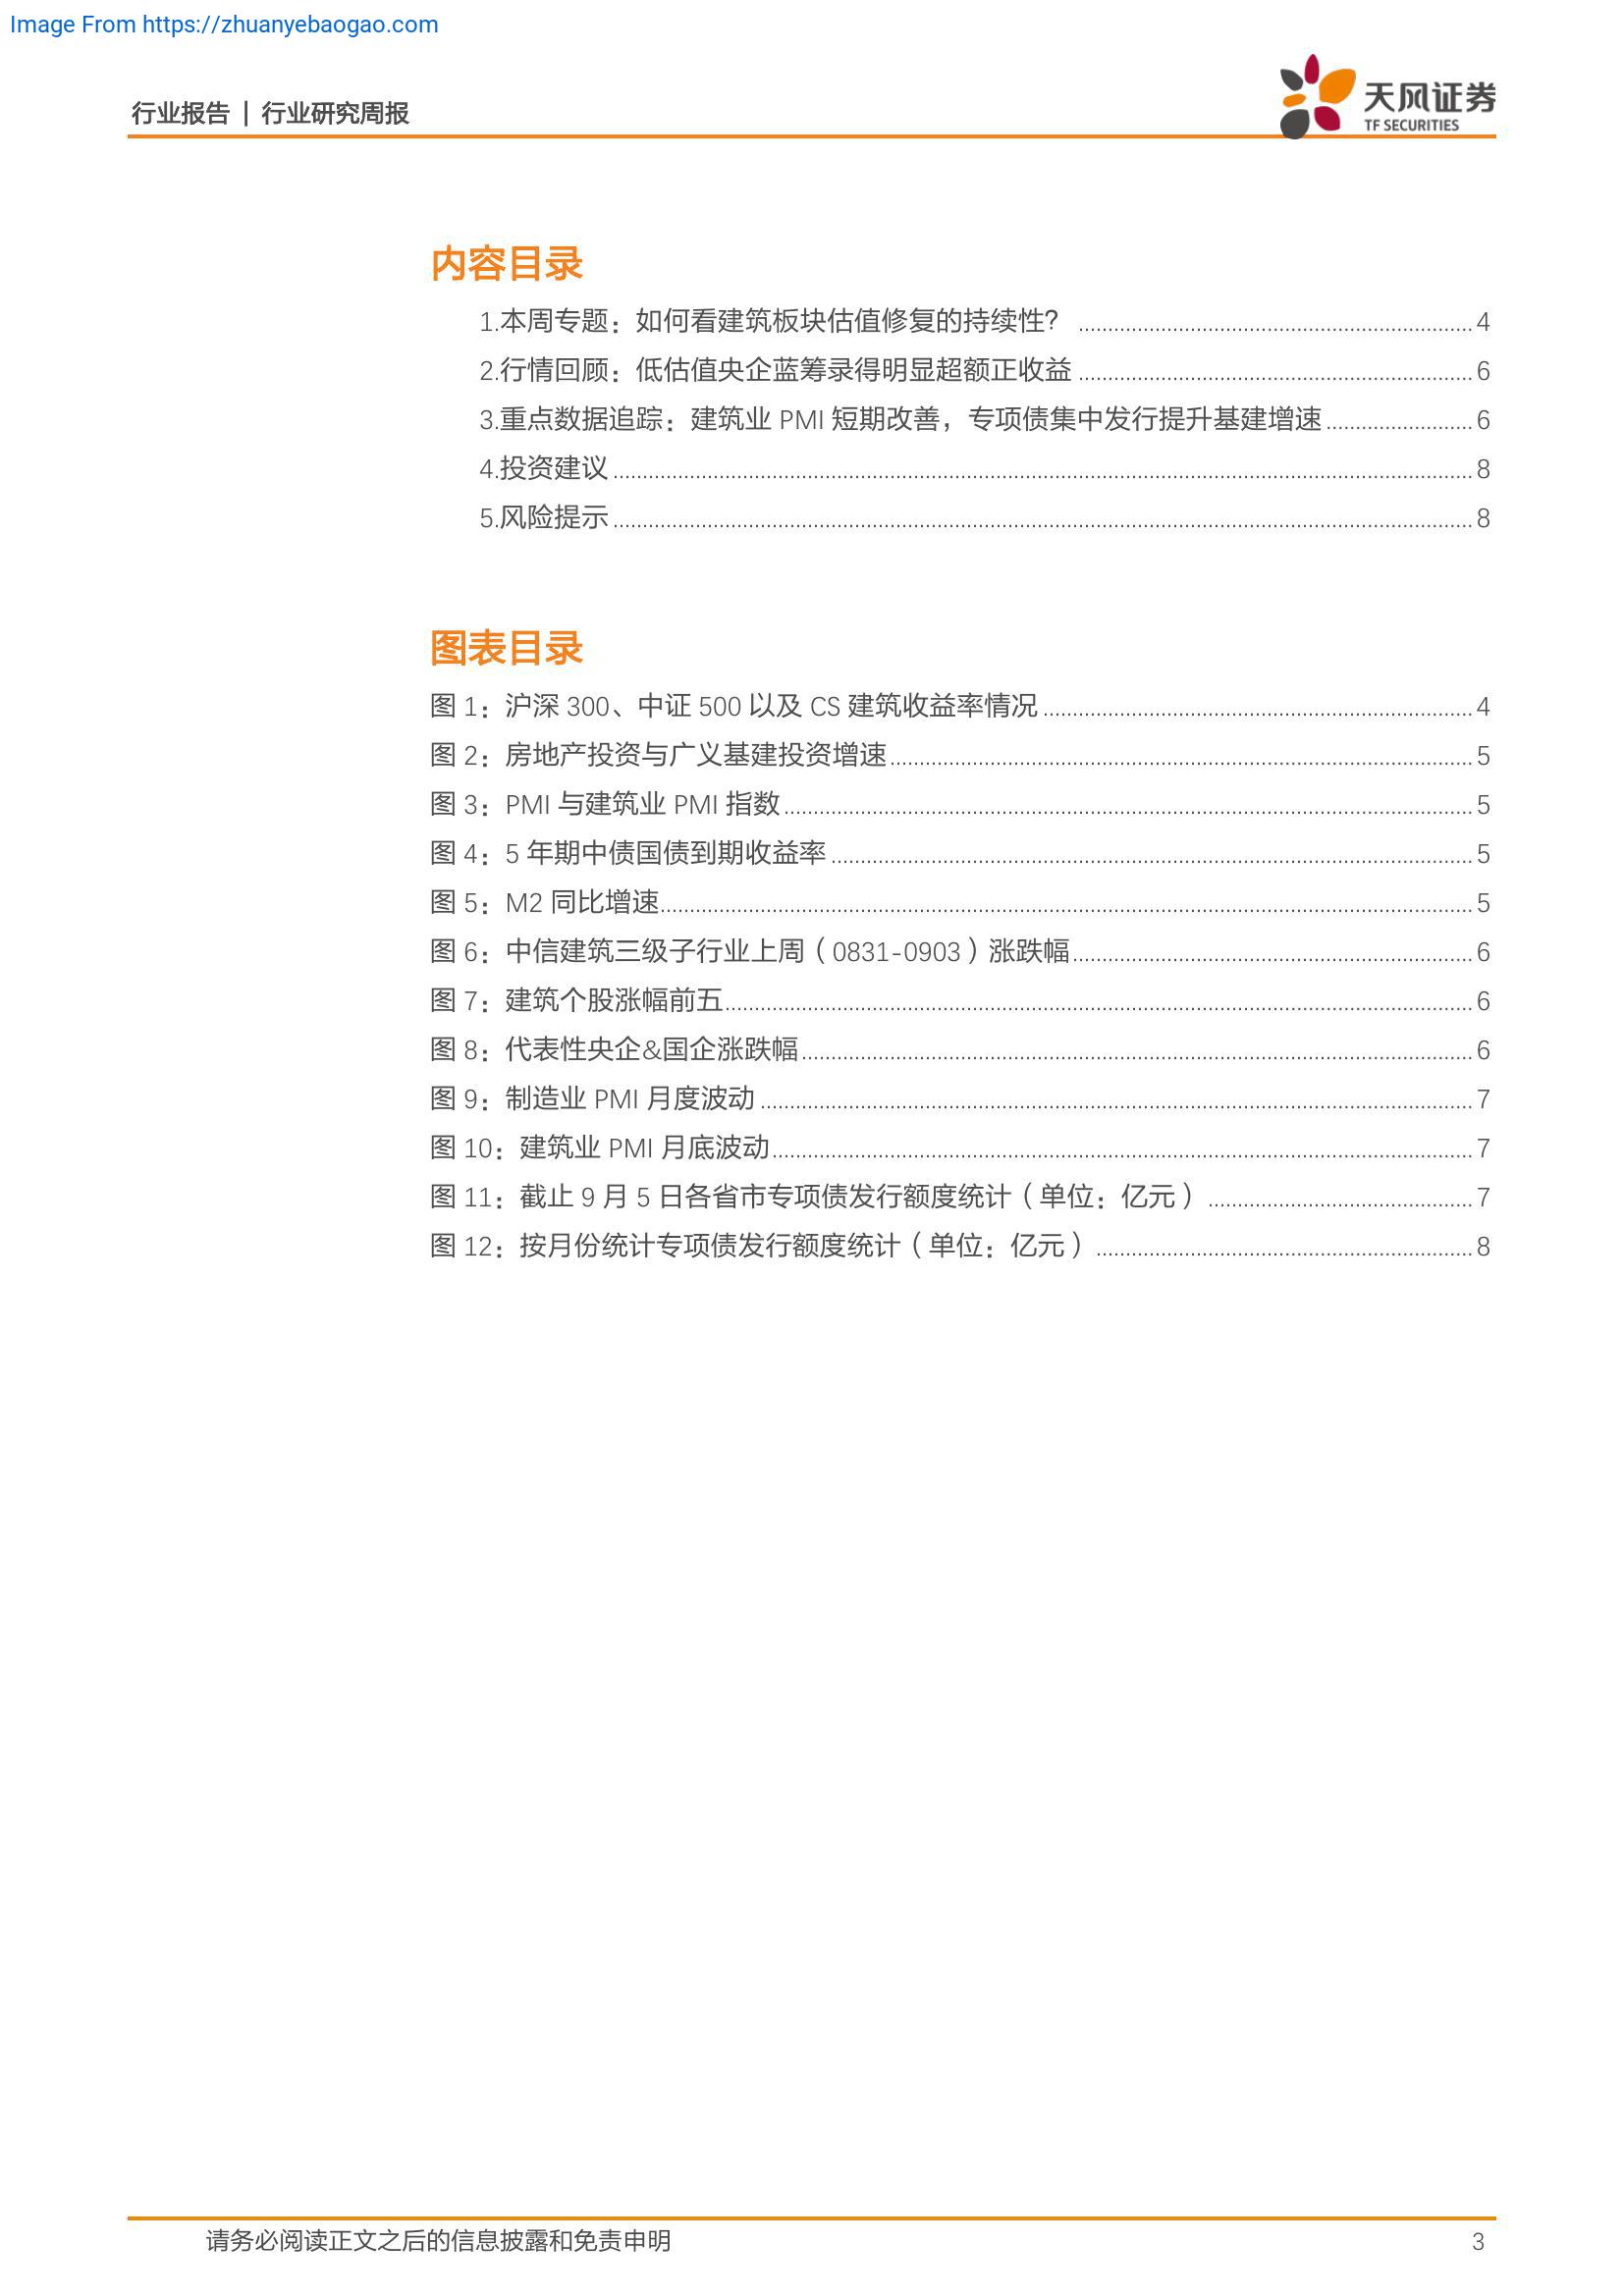 Image From https://zhuanyebaogao.com
行业报告 | 行业研究周报
天风证券
TF SECURITIES
内容目录
1.本周专题：如何看建筑板块估值修复的持续性？ 4
2.行情回顾：低估值央企蓝筹录得明显超额正收益 6
3.重点数据追踪：建筑业 PMI 短期改善，专项债集中发行提升基建增速 6
4.投资建议 8
5.风险提示 8
图表目录
图 1：沪深 300、中证 500 以及 CS 建筑收益率情况 4
图 2：房地产投资与广义基建投资增速 5
图 3：PMI 与建筑业 PMI 指数 5
图 4：5 年期中债国债到期收益率 5
图 5：M2 同比增速 5
图 6：中信建筑三级子行业上周（0831-0903）涨跌幅 6
图 7：建筑个股涨幅前五 6
图 8：代表性央企&国企涨跌幅 6
图 9：制造业 PMI 月度波动 7
图 10：建筑业 PMI 月底波动 7
图 11：截止 9 月 5 日各省市专项债发行额度统计（单位：亿元） 7
图 12：按月份统计专项债发行额度统计（单位：亿元） 8
请务必阅读正文之后的信息披露和免责申明 3